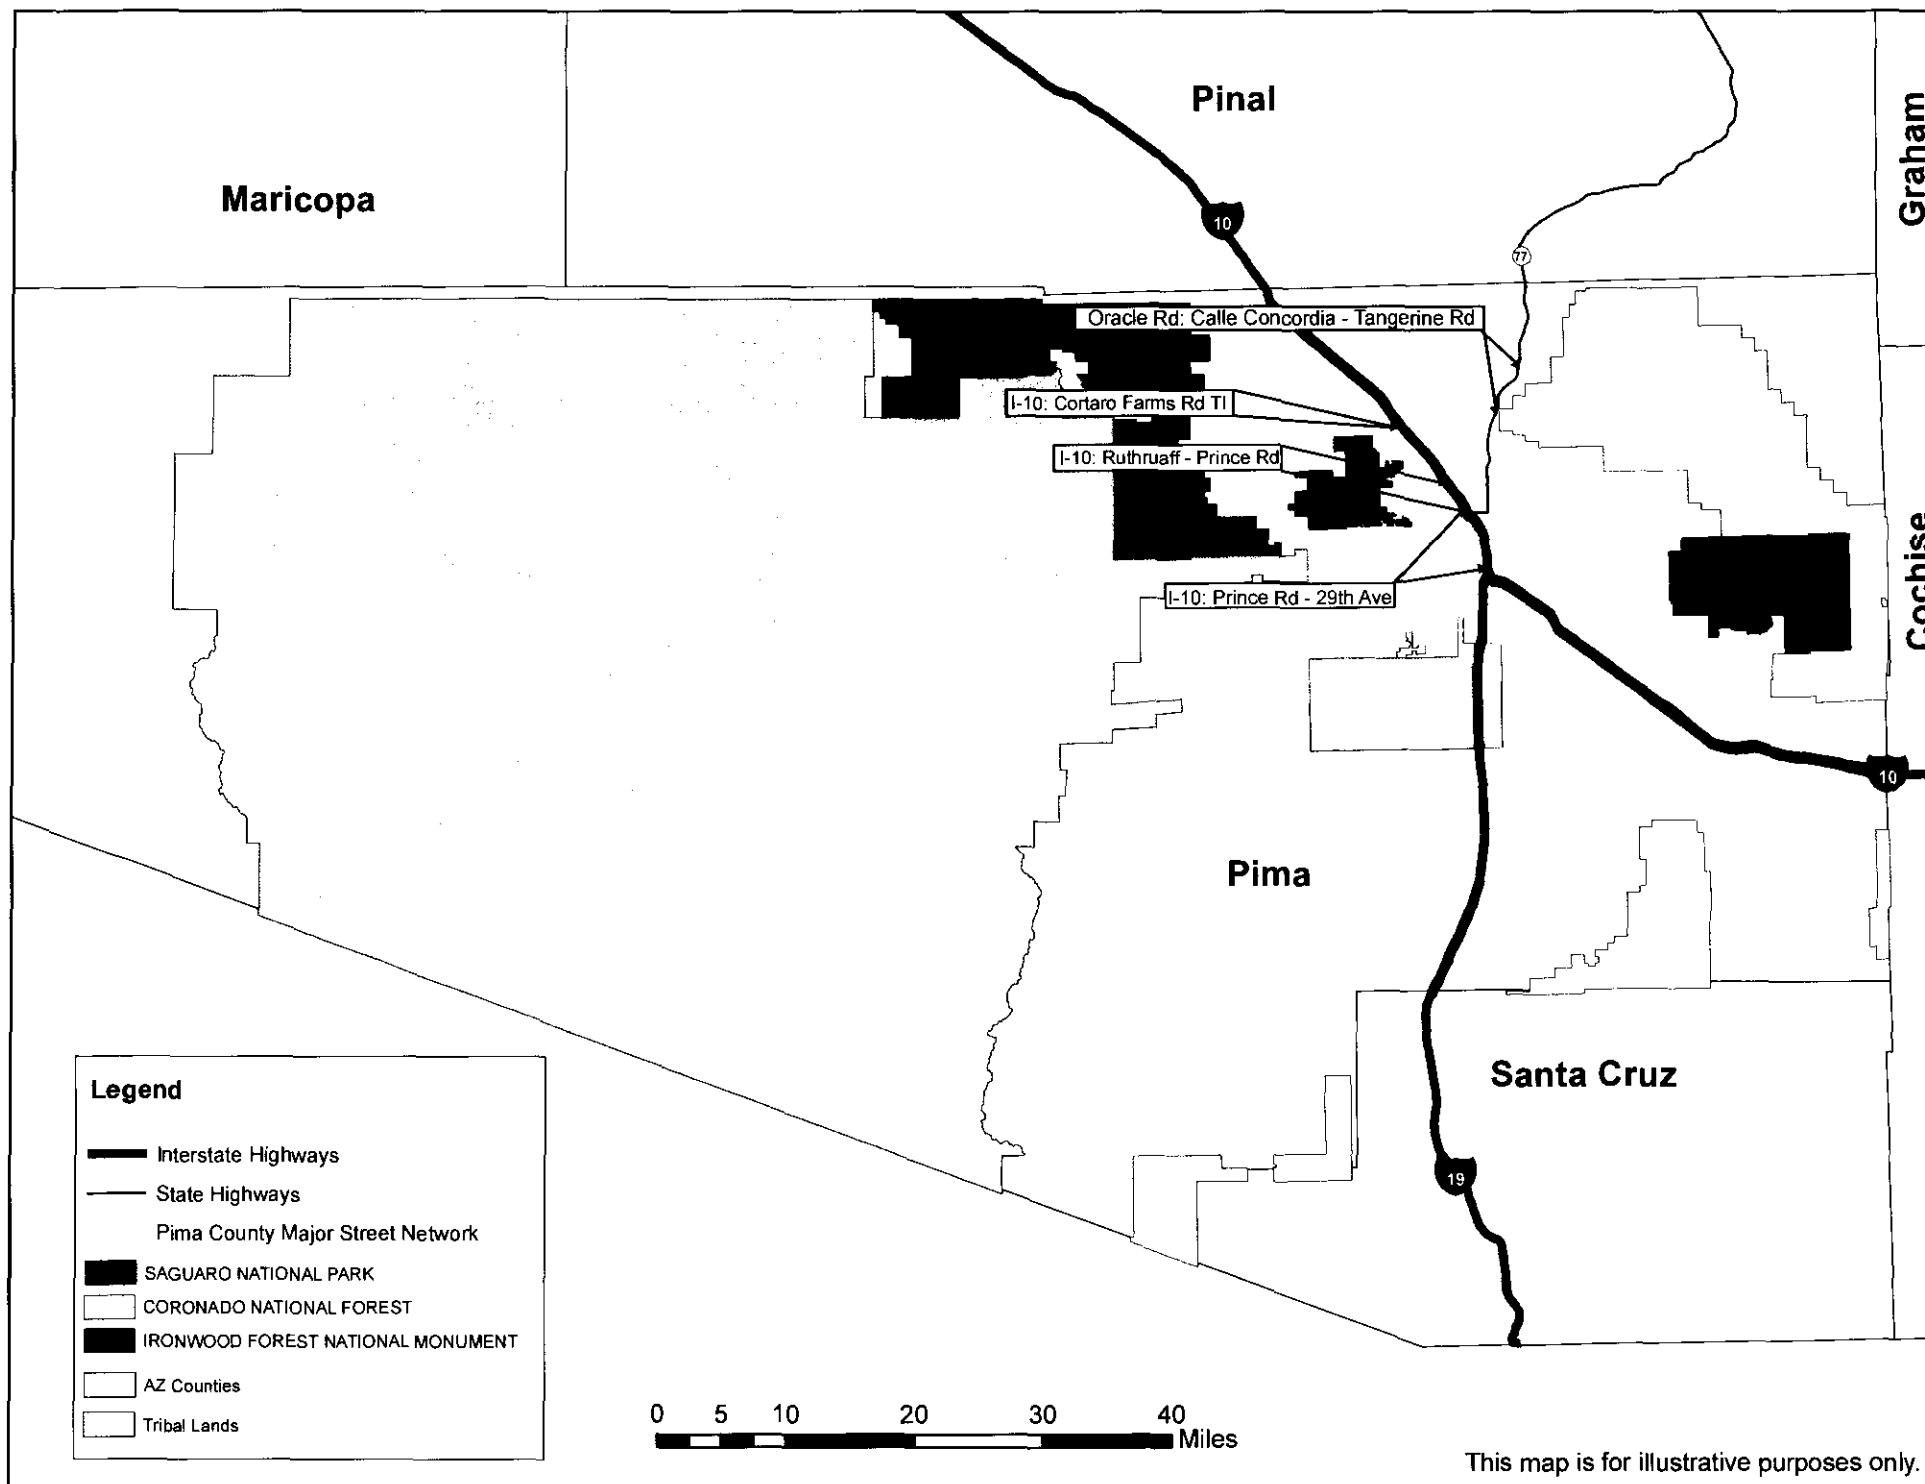 Pinal
Graham
Maricopa
10
77
Oracle Rd: Calle Concordia - Tangerine Rd
I-10: Cortaro Farms Rd TI
I-10: Ruthruaff - Prince Rd
Cochise
I-10: Prince Rd - 29th Ave
10
Pima
Santa Cruz
19
Legend
Interstate Highways
State Highways
Pima County Major Street Network
SAGUARO NATIONAL PARK
CORONADO NATIONAL FOREST
IRONWOOD FOREST NATIONAL MONUMENT
AZ Counties
Tribal Lands
0 5 10 20 30 40
Miles
This map is for illustrative purposes only.